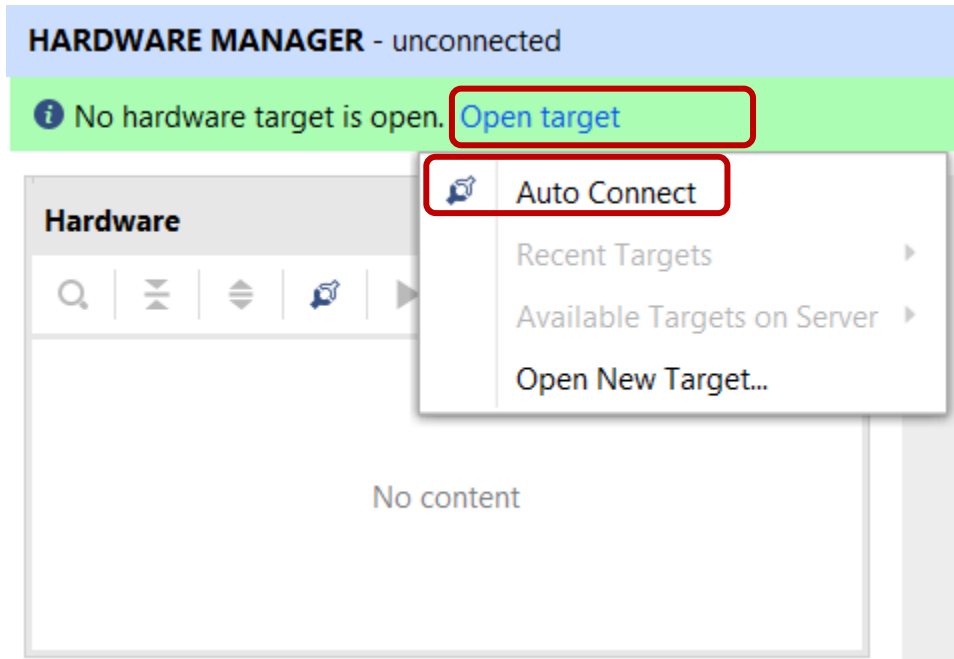 HARDWARE MANAGER - unconnected
No hardware target is open. Open target
Auto Connect
Hardware
Recent Targets
Available Targets on Server
Open New Target...
No content